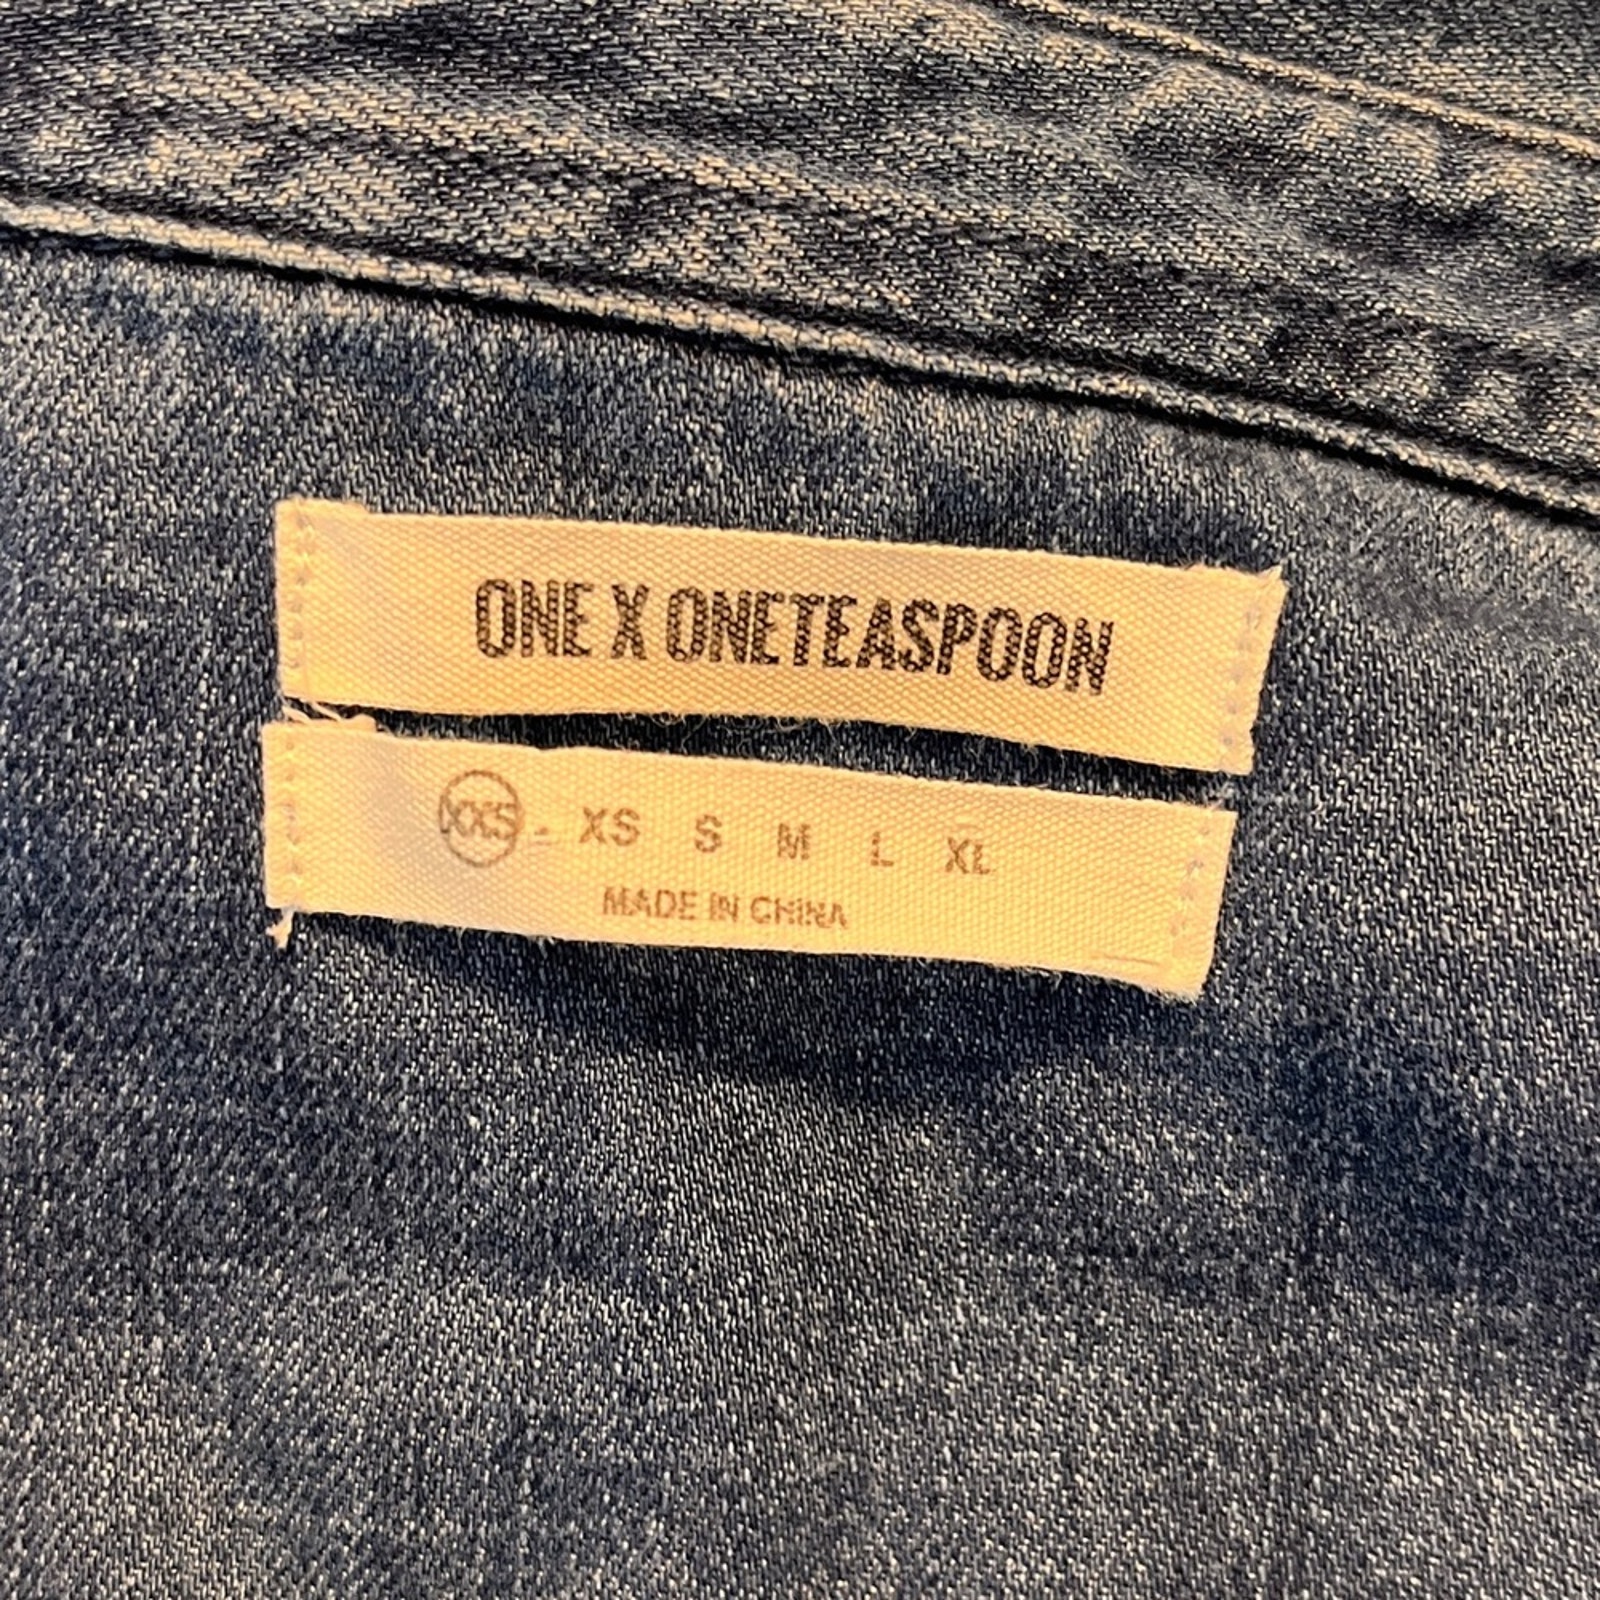 ONE X ONETEASPOON
XXS XS S M L XL
MADE IN CHINA